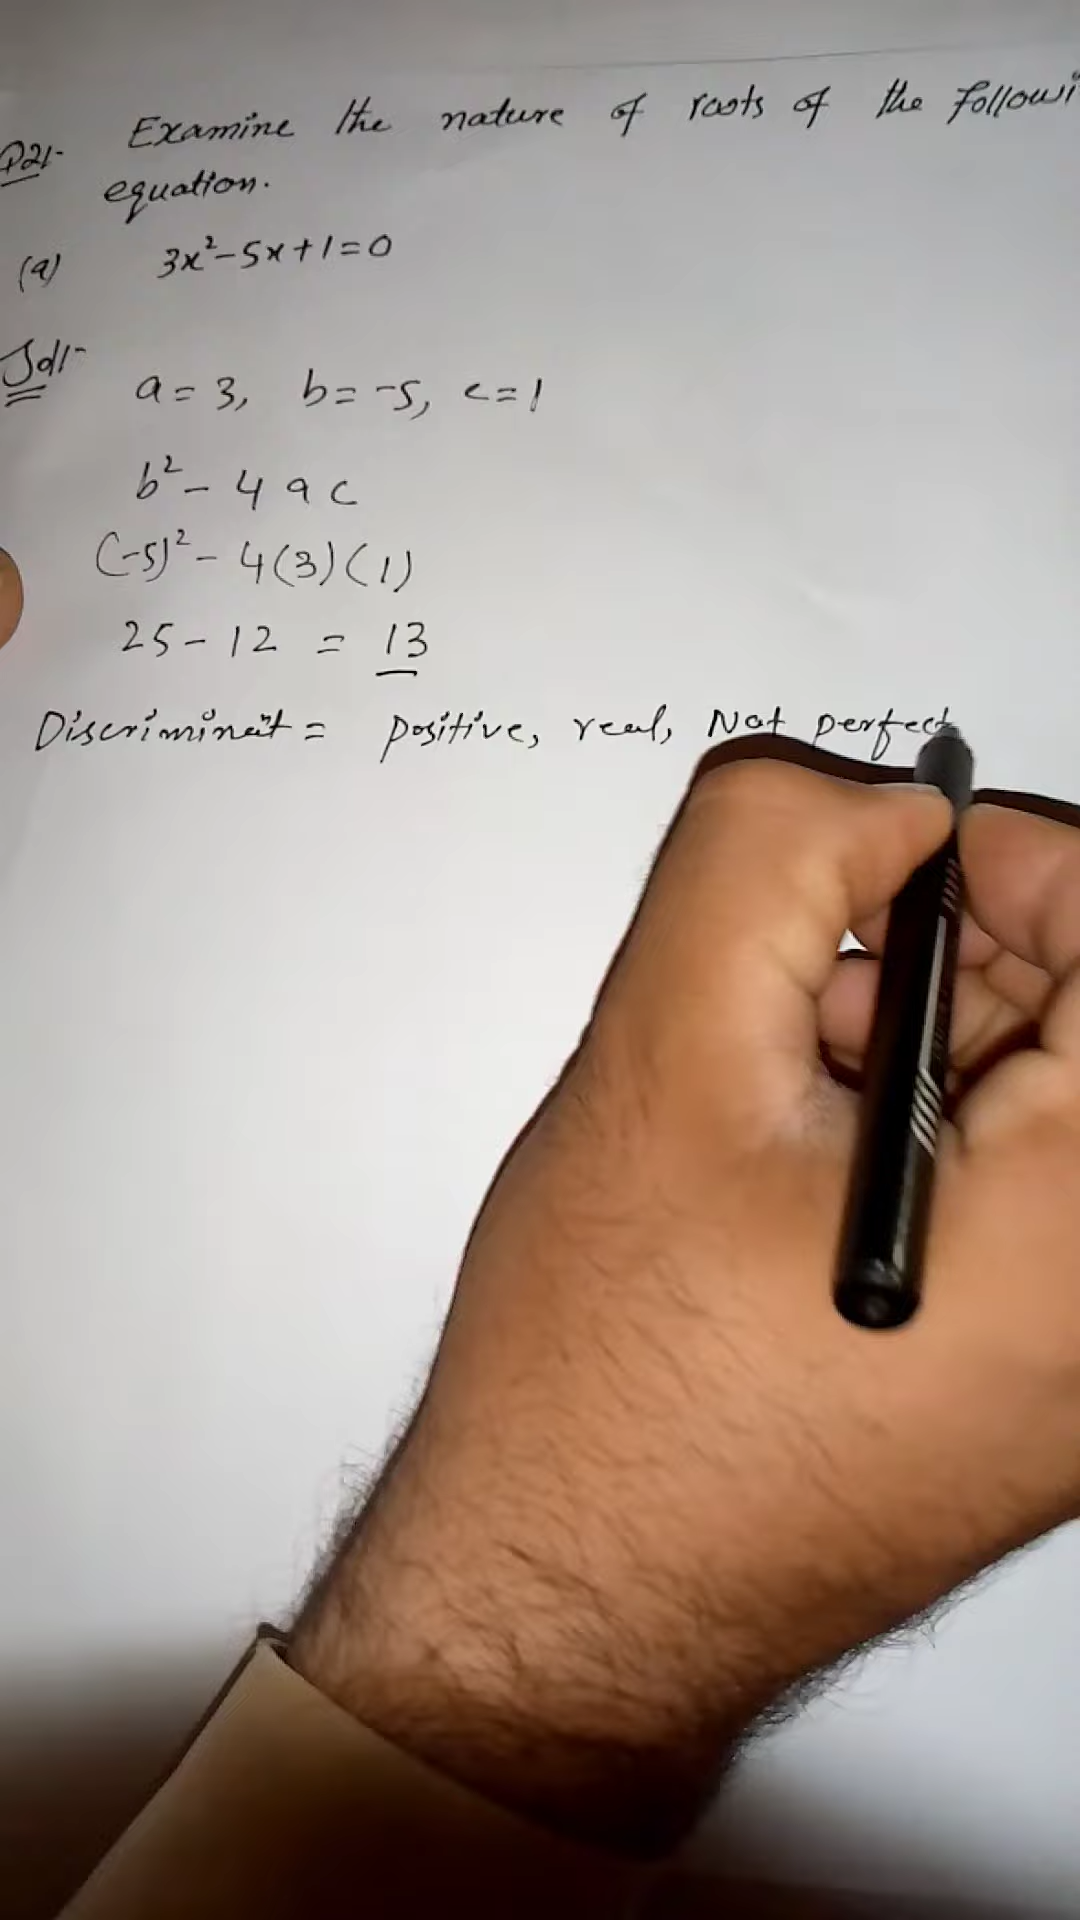 Q21- Examine the nature of roots of the followi
equation.
(a) 3x²-5x+1=0
Sol:-
a=3, b=-5, c=1
b²-4ac
(-5)²-4(3)(1)
25-12 = 13
Discriminant = positive, real, Not perfect